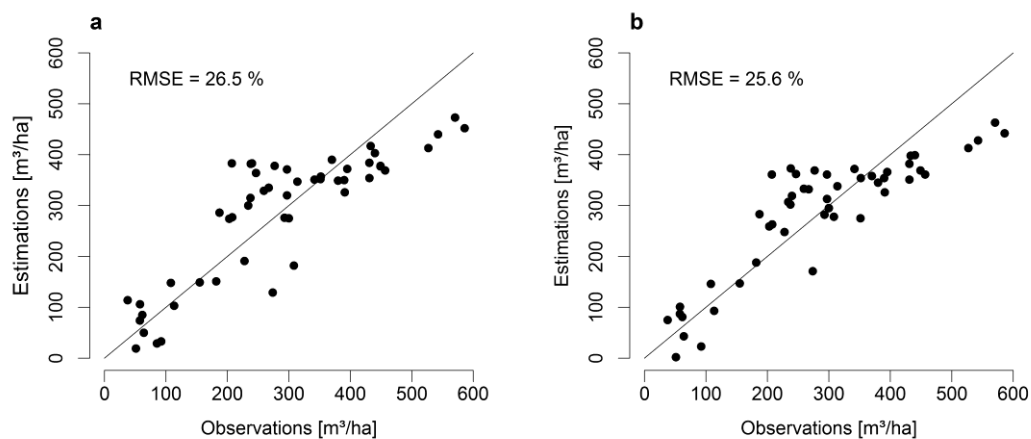 a
RMSE = 26.5 %
Estimations [m³/ha]
600
500
400
300
200
100
0
0 100 200 300 400 500 600
Observations [m³/ha]
b
RMSE = 25.6 %
Estimations [m³/ha]
600
500
400
300
200
100
0
0 100 200 300 400 500 600
Observations [m³/ha]